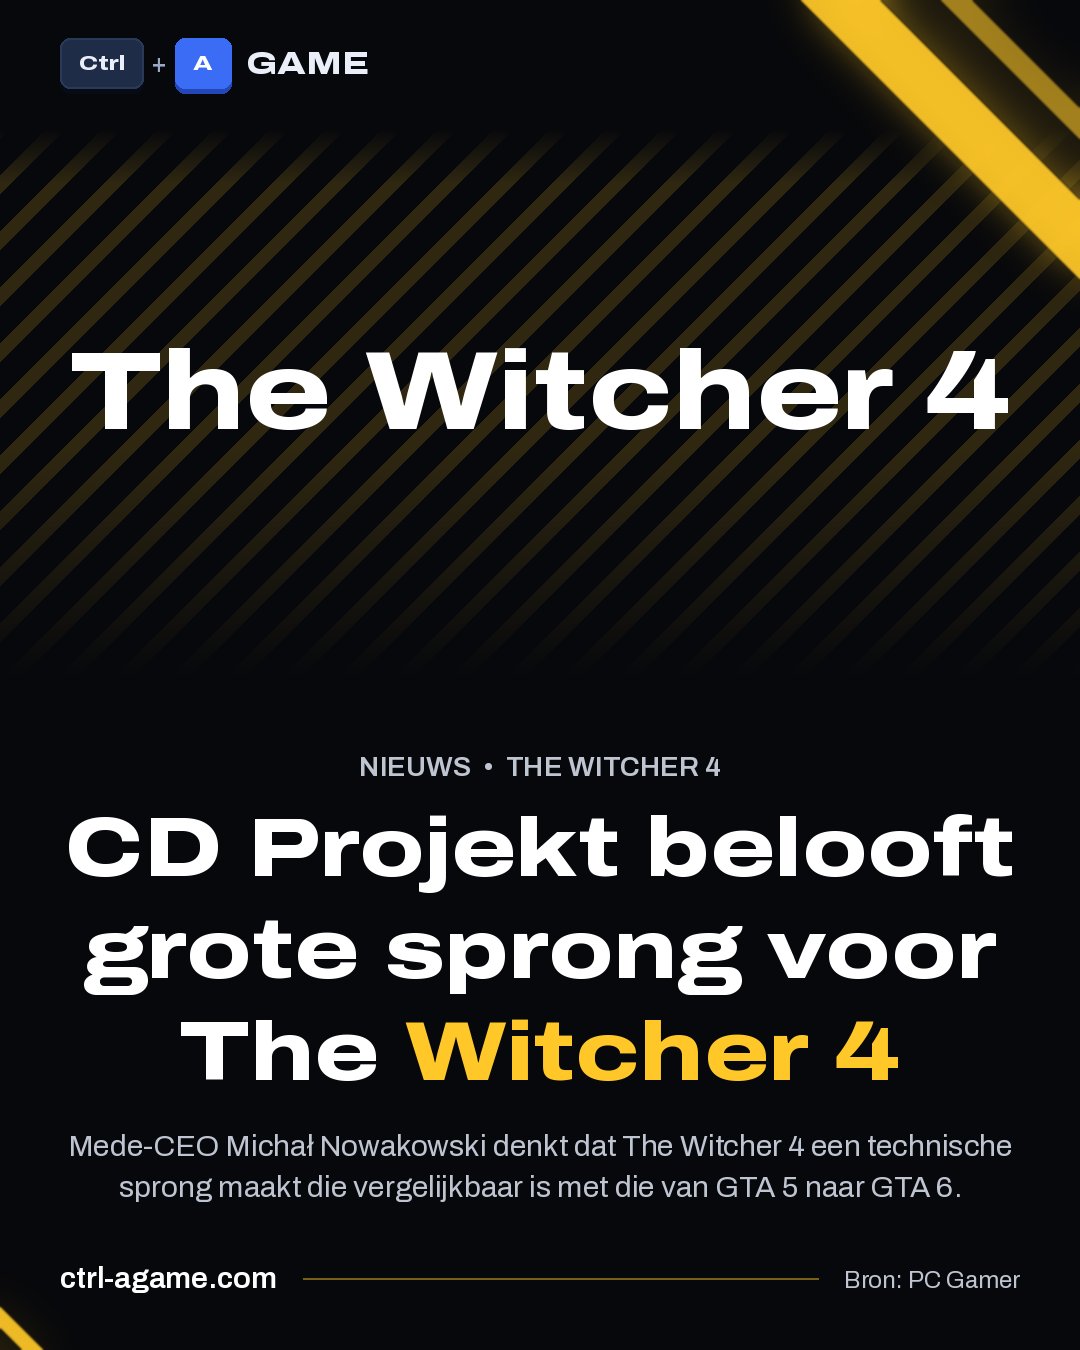 Ctrl + A GAME
The Witcher 4
NIEUWS • THE WITCHER 4
CD Projekt belooft
grote sprong voor
The Witcher 4
Mede-CEO Michał Nowakowski denkt dat The Witcher 4 een technische
sprong maakt die vergelijkbaar is met die van GTA 5 naar GTA 6.
ctrl-agame.com
Bron: PC Gamer